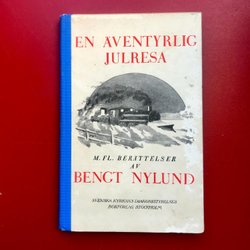 EN ÄVENTYRLIG
JULRESA
M. FL. BERÄTTELSER
AV
BENGT NYLUND
SVENSKA KYRKANS DIAKONISTYRELSES
BOKFÖRLAG STOCKHOLM